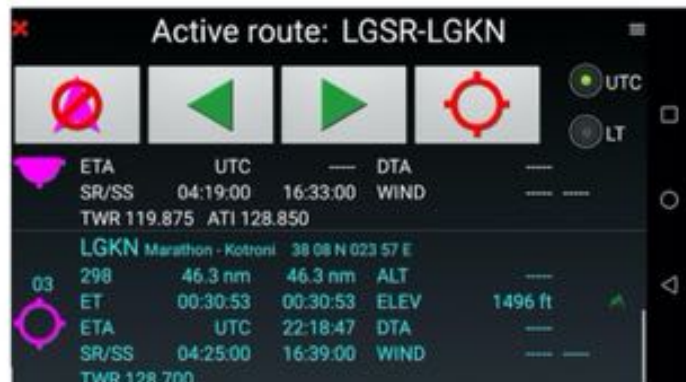 Active route: LGSR-LGKN
UTC
LT
ETA UTC ----- DTA -----
SR/SS 04:19:00 16:33:00 WIND ----- -----
TWR 119.875 ATI 128.850
LGKN Marathon - Kotroni 38 08 N 023 57 E
03 298 46.3 nm 46.3 nm ALT -----
ET 00:30:53 00:30:53 ELEV 1496 ft
ETA UTC 22:18:47 DTA -----
SR/SS 04:25:00 16:39:00 WIND ----- -----
TWR 128.700